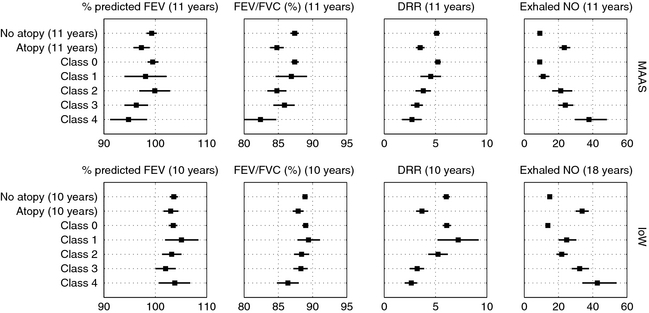 % predicted FEV (11 years) FEV/FVC (%) (11 years) DRR (11 years) Exhaled NO (11 years)
No atopy (11 years)
Atopy (11 years)
Class 0
Class 1
Class 2
Class 3
Class 4
MAAS
90 100 110 80 85 90 95 0 5 10 0 20 40 60
% predicted FEV (10 years) FEV/FVC (%) (10 years) DRR (10 years) Exhaled NO (18 years)
No atopy (10 years)
Atopy (10 years)
Class 0
Class 1
Class 2
Class 3
Class 4
IoW
90 100 110 80 85 90 95 0 5 10 0 20 40 60